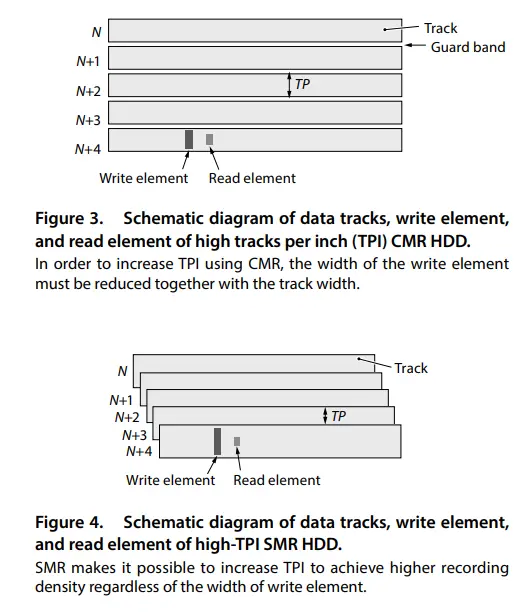 N
Track
Guard band
N+1
N+2
TP
N+3
N+4
Write element
Read element
Figure 3. Schematic diagram of data tracks, write element,
and read element of high tracks per inch (TPI) CMR HDD.
In order to increase TPI using CMR, the width of the write element
must be reduced together with the track width.
N
Track
N+1
N+2
TP
N+3
N+4
Write element
Read element
Figure 4. Schematic diagram of data tracks, write element,
and read element of high-TPI SMR HDD.
SMR makes it possible to increase TPI to achieve higher recording
density regardless of the width of write element.